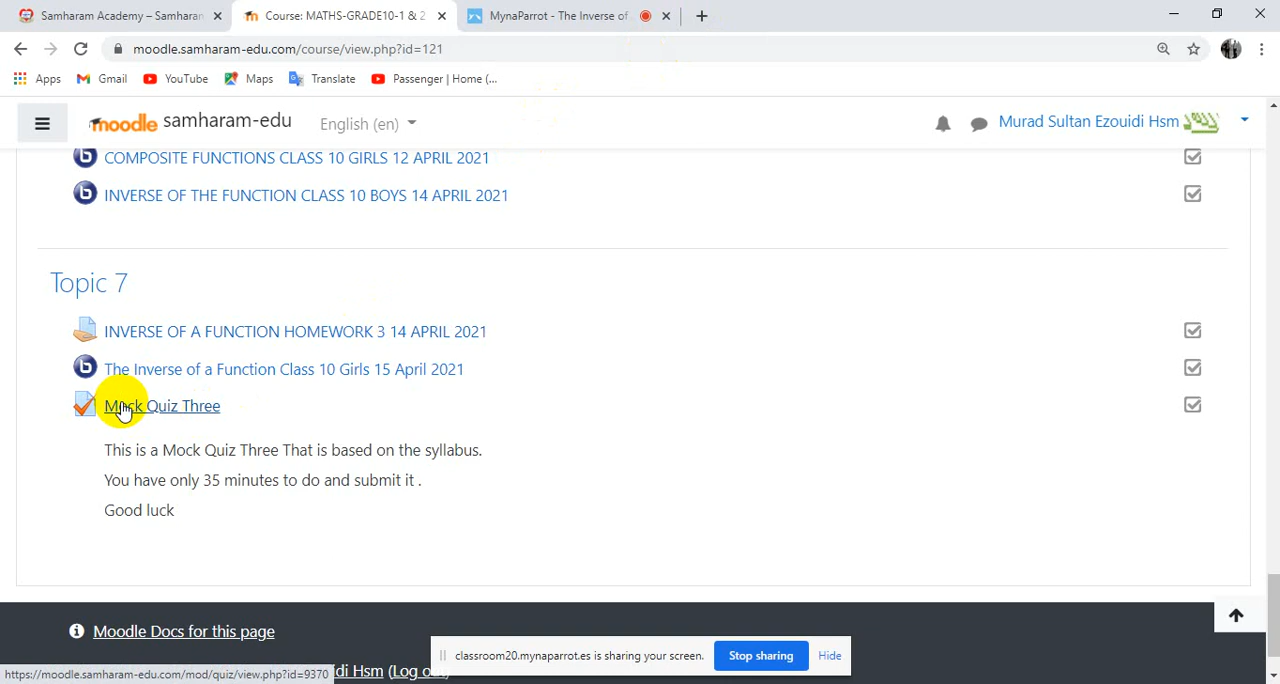 Samharam Academy – Samharan
Course: MATHS-GRADE10-1 & 2
MynaParrot - The Inverse of
moodle.samharam-edu.com/course/view.php?id=121
Apps
Gmail
YouTube
Maps
Translate
Passenger | Home (...
moodle samharam-edu
English (en)
Murad Sultan Ezouidi Hsm
COMPOSITE FUNCTIONS CLASS 10 GIRLS 12 APRIL 2021
INVERSE OF THE FUNCTION CLASS 10 BOYS 14 APRIL 2021
Topic 7
INVERSE OF A FUNCTION HOMEWORK 3 14 APRIL 2021
The Inverse of a Function Class 10 Girls 15 April 2021
Mock Quiz Three
This is a Mock Quiz Three That is based on the syllabus.
You have only 35 minutes to do and submit it .
Good luck
Moodle Docs for this page
classroom20.mynaparrot.es is sharing your screen.
Stop sharing
Hide
https://moodle.samharam-edu.com/mod/quiz/view.php?id=9370
di Hsm (Log